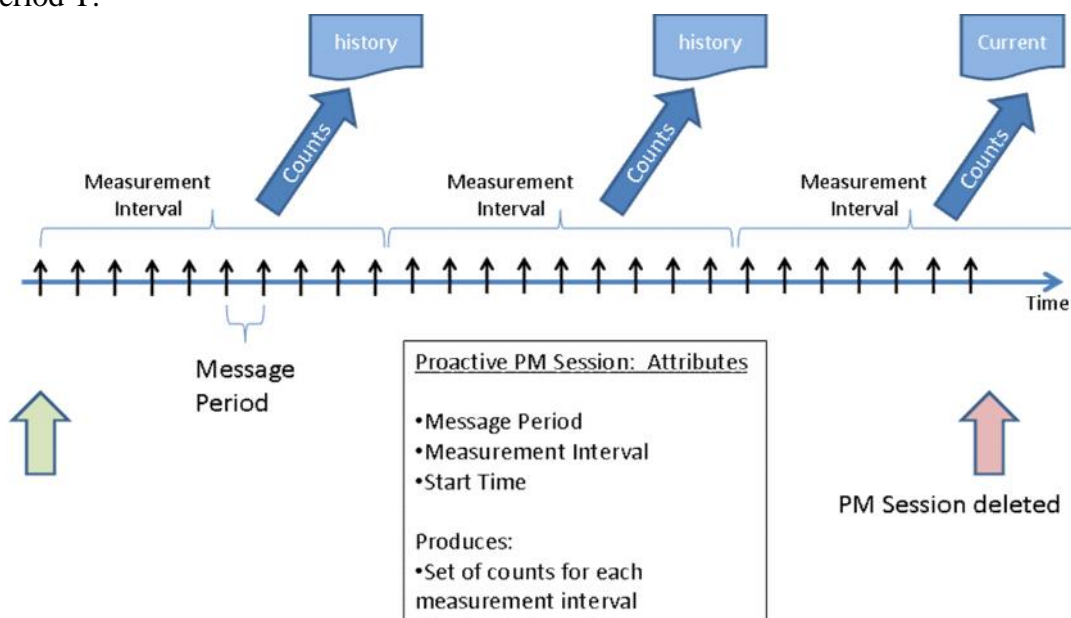 eriod T.
history
history
Current
Counts
Counts
Counts
Measurement
Interval
Measurement
Interval
Measurement
Interval
Time
Message
Period
Proactive PM Session: Attributes
•Message Period
•Measurement Interval
•Start Time
Produces:
•Set of counts for each
measurement interval
PM Session deleted